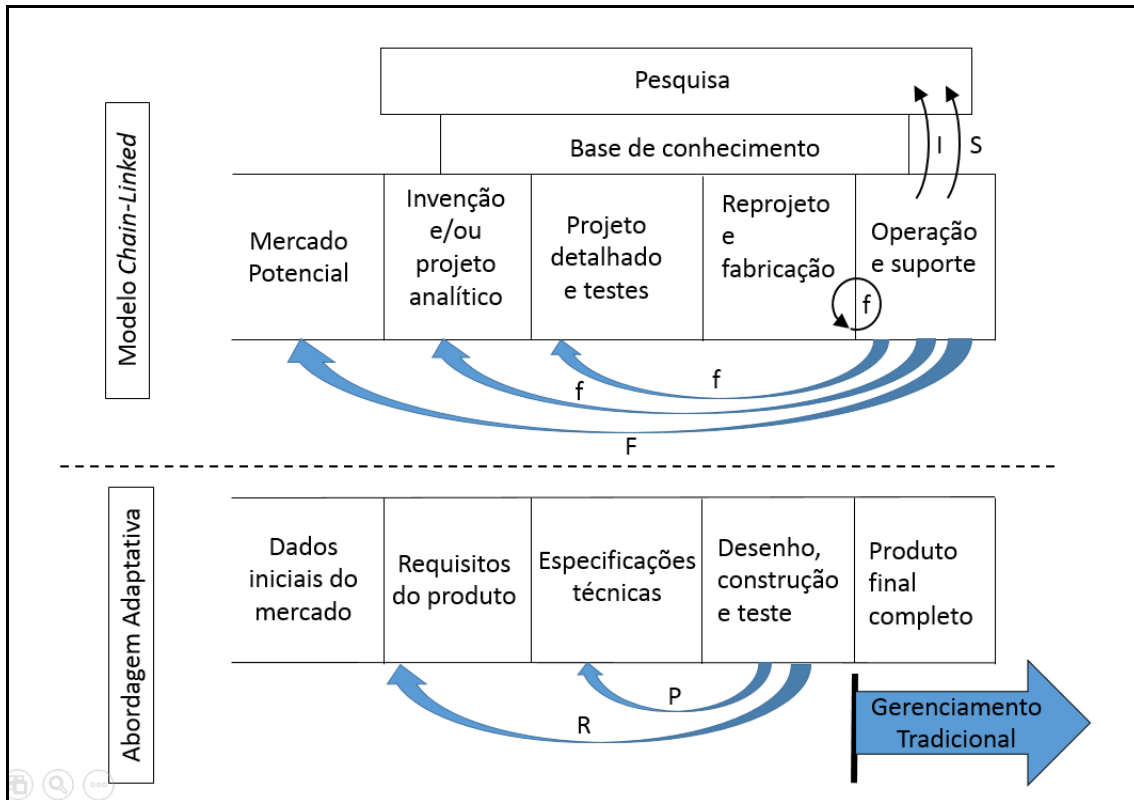 Modelo Chain-Linked
Pesquisa
Base de conhecimento
I
S
Mercado
Potencial
Invenção
e/ou
projeto
analítico
Projeto
detalhado
e testes
Reprojeto
e
fabricação
Operação
e suporte
f
f
f
F
Abordagem Adaptativa
Dados
iniciais do
mercado
Requisitos
do produto
Especificações
técnicas
Desenho,
construção
e teste
Produto
final
completo
P
R
Gerenciamento
Tradicional